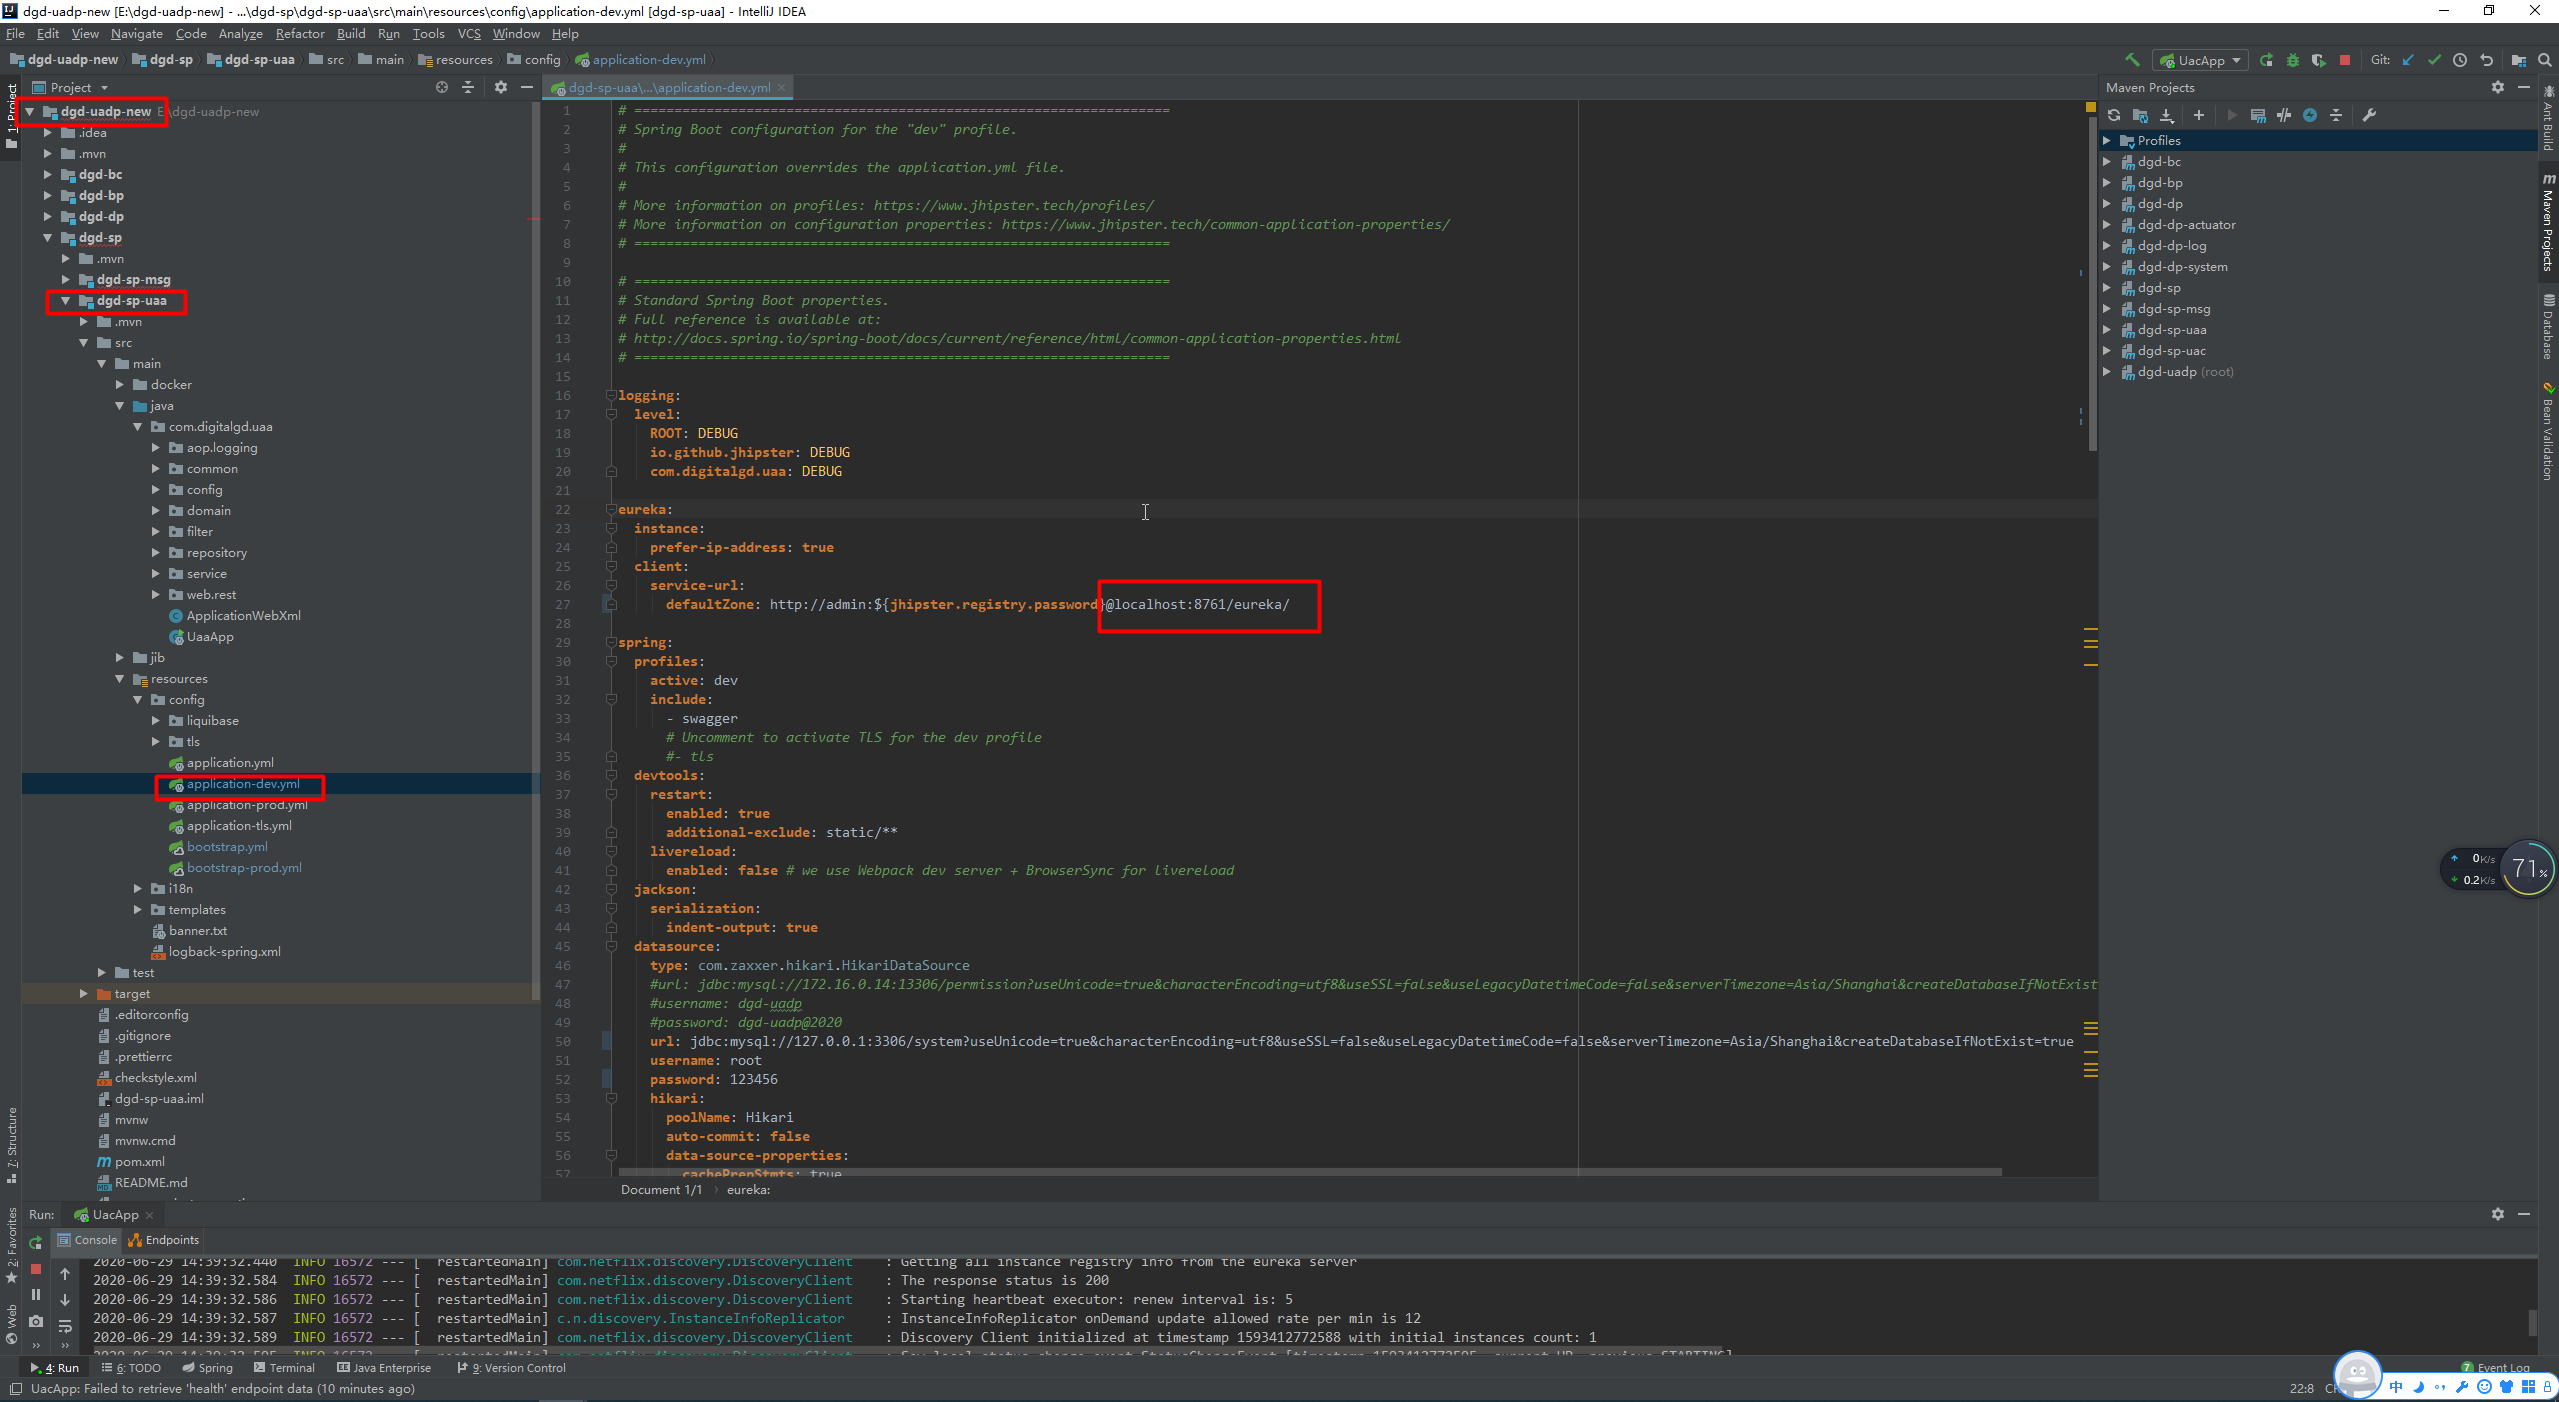 dgd-uadp-new [E:\dgd-uadp-new] - ...\dgd-sp\dgd-sp-uaa\src\main\resources\config\application-dev.yml [dgd-sp-uaa] - IntelliJ IDEA
File Edit View Navigate Code Analyze Refactor Build Run Tools VCS Window Help
dgd-uadp-new dgd-sp dgd-sp-uaa src main resources config application-dev.yml
UacApp Git:
Project
dgd-sp-uaa\...\application-dev.yml
Maven Projects
1: Project
7: Structure
2: Favorites
Web
dgd-uadp-new E:\dgd-uadp-new
.idea
.mvn
dgd-bc
dgd-bp
dgd-dp
dgd-sp
.mvn
dgd-sp-msg
dgd-sp-uaa
.mvn
src
main
docker
java
com.digitalgd.uaa
aop.logging
common
config
domain
filter
repository
service
web.rest
ApplicationWebXml
UaaApp
jib
resources
config
liquibase
tls
application.yml
application-dev.yml
application-prod.yml
application-tls.yml
bootstrap.yml
bootstrap-prod.yml
i18n
templates
banner.txt
logback-spring.xml
test
target
.editorconfig
.gitignore
.prettierrc
checkstyle.xml
dgd-sp-uaa.iml
mvnw
mvnw.cmd
pom.xml
README.md
1 # ===================================================================
2 # Spring Boot configuration for the "dev" profile.
3 #
4 # This configuration overrides the application.yml file.
5 #
6 # More information on profiles: https://www.jhipster.tech/profiles/
7 # More information on configuration properties: https://www.jhipster.tech/common-application-properties/
8 # ===================================================================
9
10 # ===================================================================
11 # Standard Spring Boot properties.
12 # Full reference is available at:
13 # http://docs.spring.io/spring-boot/docs/current/reference/html/common-application-properties.html
14 # ===================================================================
15
16 logging:
17 level:
18 ROOT: DEBUG
19 io.github.jhipster: DEBUG
20 com.digitalgd.uaa: DEBUG
21
22 eureka:
23 instance:
24 prefer-ip-address: true
25 client:
26 service-url:
27 defaultZone: http://admin:${jhipster.registry.password}@localhost:8761/eureka/
28
29 spring:
30 profiles:
31 active: dev
32 include:
33 - swagger
34 # Uncomment to activate TLS for the dev profile
35 #- tls
36 devtools:
37 restart:
38 enabled: true
39 additional-exclude: static/**
40 livereload:
41 enabled: false # we use Webpack dev server + BrowserSync for livereload
42 jackson:
43 serialization:
44 indent-output: true
45 datasource:
46 type: com.zaxxer.hikari.HikariDataSource
47 #url: jdbc:mysql://172.16.0.14:13306/permission?useUnicode=true&characterEncoding=utf8&useSSL=false&useLegacyDatetimeCode=false&serverTimezone=Asia/Shanghai&createDatabaseIfNotExist
48 #username: dgd-uadp
49 #password: dgd-uadp@2020
50 url: jdbc:mysql://127.0.0.1:3306/system?useUnicode=true&characterEncoding=utf8&useSSL=false&useLegacyDatetimeCode=false&serverTimezone=Asia/Shanghai&createDatabaseIfNotExist=true
51 username: root
52 password: 123456
53 hikari:
54 poolName: Hikari
55 auto-commit: false
56 data-source-properties:
57 cachePrepStmts: true
Document 1/1 eureka:
Profiles
dgd-bc
dgd-bp
dgd-dp
dgd-dp-actuator
dgd-dp-log
dgd-dp-system
dgd-sp
dgd-sp-msg
dgd-sp-uaa
dgd-sp-uac
dgd-uadp (root)
Ant Build
Maven Projects
Database
Bean Validation
0K/s
0.2K/s
71%
Run: UacApp
Console Endpoints
2020-06-29 14:39:32.440 INFO 16572 --- [ restartedMain] com.netflix.discovery.DiscoveryClient : Getting all instance registry info from the eureka server
2020-06-29 14:39:32.584 INFO 16572 --- [ restartedMain] com.netflix.discovery.DiscoveryClient : The response status is 200
2020-06-29 14:39:32.586 INFO 16572 --- [ restartedMain] com.netflix.discovery.DiscoveryClient : Starting heartbeat executor: renew interval is: 5
2020-06-29 14:39:32.587 INFO 16572 --- [ restartedMain] c.n.discovery.InstanceInfoReplicator : InstanceInfoReplicator onDemand update allowed rate per min is 12
2020-06-29 14:39:32.589 INFO 16572 --- [ restartedMain] com.netflix.discovery.DiscoveryClient : Discovery Client initialized at timestamp 1593412772588 with initial instances count: 1
4: Run 6: TODO Spring Terminal Java Enterprise 9: Version Control 7 Event Log
UacApp: Failed to retrieve 'health' endpoint data (10 minutes ago) 22:8 中